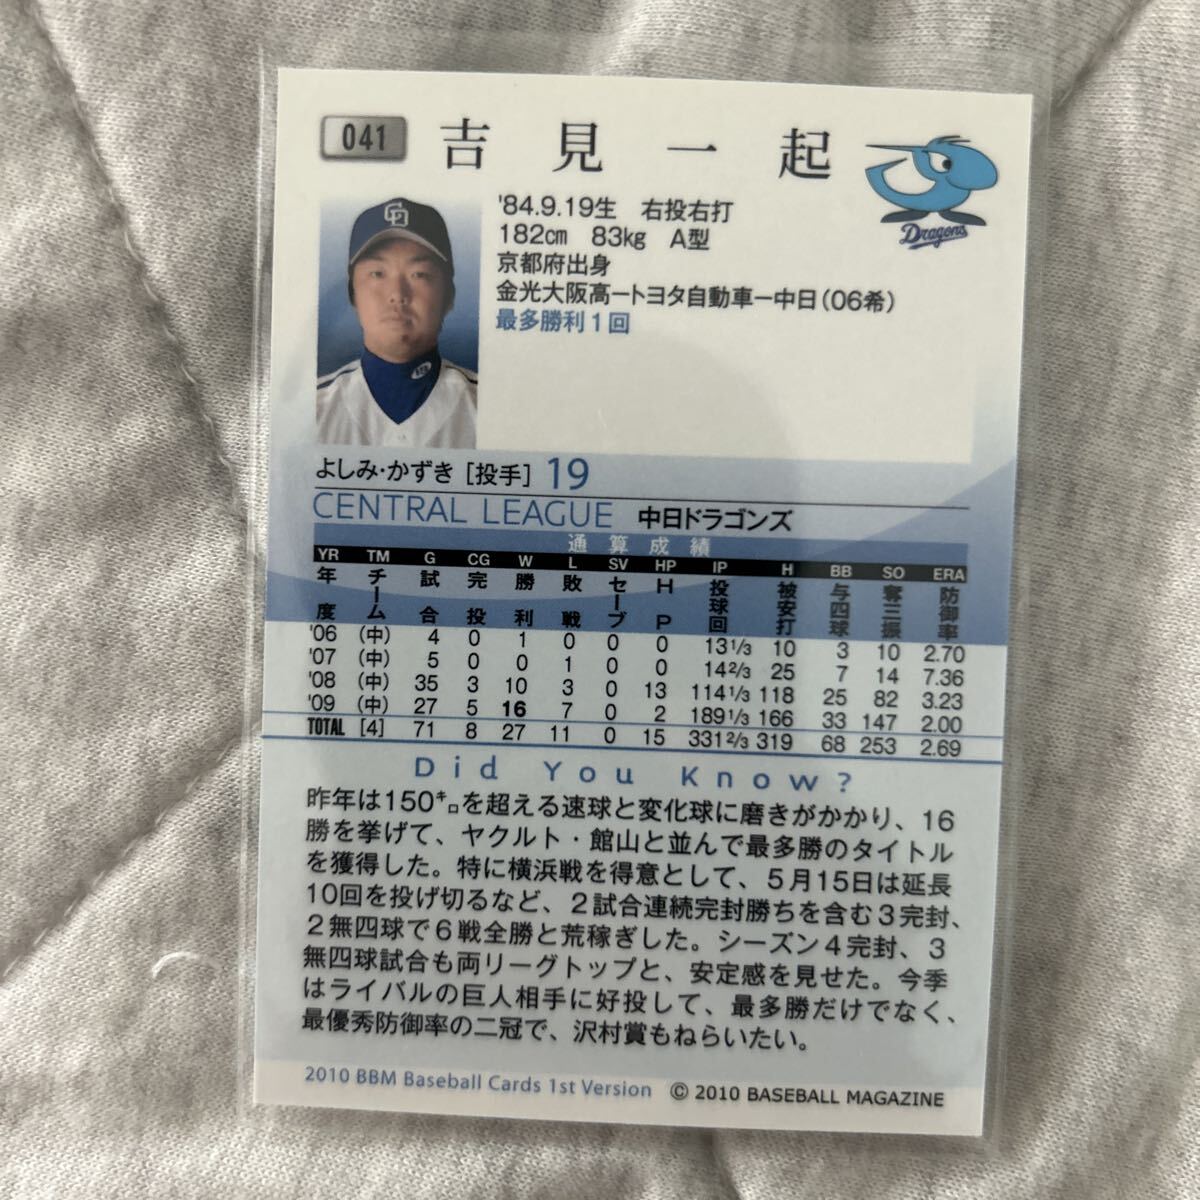 041 吉見一起
Dragons
'84.9.19生 右投右打
182cm 83kg A型
京都府出身
金光大阪高ートヨタ自動車ー中日(06希)
最多勝利1回
よしみ・かずき [投手] 19
CENTRAL LEAGUE 中日ドラゴンズ
通算成績
YR TM G CG W L SV HP IP H BB SO ERA
年度 チーム 試合 完投 勝利 敗戦 セーブ HP 投球回 被安打 与四球 奪三振 防御率
'06 (中) 4 0 1 0 0 0 13 1/3 10 3 10 2.70
'07 (中) 5 0 0 1 0 0 14 2/3 25 7 14 7.36
'08 (中) 35 3 10 3 0 13 114 1/3 118 25 82 3.23
'09 (中) 27 5 16 7 0 2 189 1/3 166 33 147 2.00
TOTAL [4] 71 8 27 11 0 15 331 2/3 319 68 253 2.69
Did You Know?
昨年は150㌔を超える速球と変化球に磨きがかかり、16
勝を挙げて、ヤクルト・館山と並んで最多勝のタイトル
を獲得した。特に横浜戦を得意として、5月15日は延長
10回を投げ切るなど、2試合連続完封勝ちを含む3完封、
2無四球で6戦全勝と荒稼ぎした。シーズン4完封、3
無四球試合も両リーグトップと、安定感を見せた。今季
はライバルの巨人相手に好投して、最多勝だけでなく、
最優秀防御率の二冠で、沢村賞もねらいたい。
2010 BBM Baseball Cards 1st Version © 2010 BASEBALL MAGAZINE